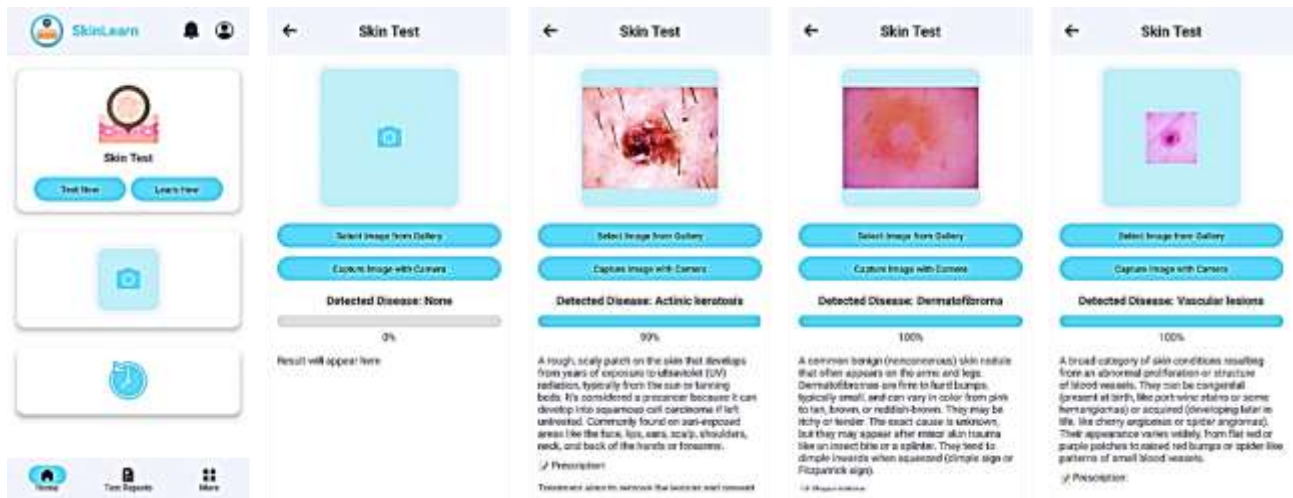 SkinLearn
Skin Test
Test Now
Learn How
Home
Test Reports
More
Skin Test
Select Image from Gallery
Capture Image with Camera
Detected Disease: None
0%
Result will appear here
Skin Test
Select Image from Gallery
Capture Image with Camera
Detected Disease: Actinic keratosis
99%
A rough, scaly patch on the skin that develops
from years of exposure to ultraviolet (UV)
radiation, typically from the sun or tanning
beds. It's considered a precancer because it can
develop into squamous cell carcinoma if left
untreated. Commonly found on sun-exposed
areas like the face, lips, ears, scalp, shoulders,
neck, and back of the hands or forearms.
Prescription
Treatment aims to remove the lesions and prevent
Skin Test
Select Image from Gallery
Capture Image with Camera
Detected Disease: Dermatofibroma
100%
A common benign (noncancerous) skin nodule
that often appears on the arms and legs.
Dermatofibromas are firm to hard bumps,
typically small, and can vary in color from pink
to tan, brown, or reddish-brown. They may be
itchy or tender. The exact cause is unknown,
but they may appear after minor skin trauma
like an insect bite or a splinter. They tend to
dimple inwards when squeezed (dimple sign or
Fitzpatrick sign).
Skin Test
Select Image from Gallery
Capture Image with Camera
Detected Disease: Vascular lesions
100%
A broad category of skin conditions resulting
from an abnormal proliferation or structure
of blood vessels. They can be congenital
(present at birth, like port-wine stains or some
hemangiomas) or acquired (developing later in
life, like cherry angiomas or spider angiomas).
Their appearance varies widely, from flat red or
purple patches to raised red bumps or spider-like
patterns of small blood vessels.
Prescription